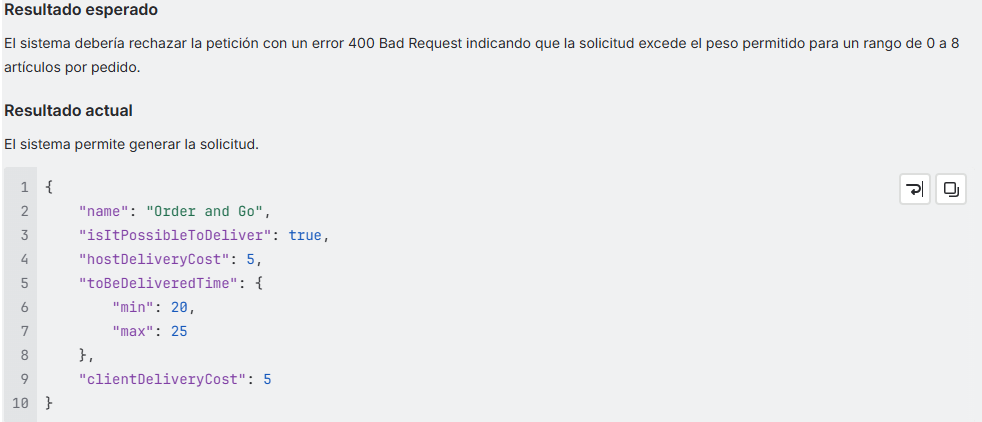 Resultado esperado
El sistema debería rechazar la petición con un error 400 Bad Request indicando que la solicitud excede el peso permitido para un rango de 0 a 8
artículos por pedido.
Resultado actual
El sistema permite generar la solicitud.
1 {
2     "name": "Order and Go",
3     "isItPossibleToDeliver": true,
4     "hostDeliveryCost": 5,
5     "toBeDeliveredTime": {
6         "min": 20,
7         "max": 25
8     },
9     "clientDeliveryCost": 5
10 }